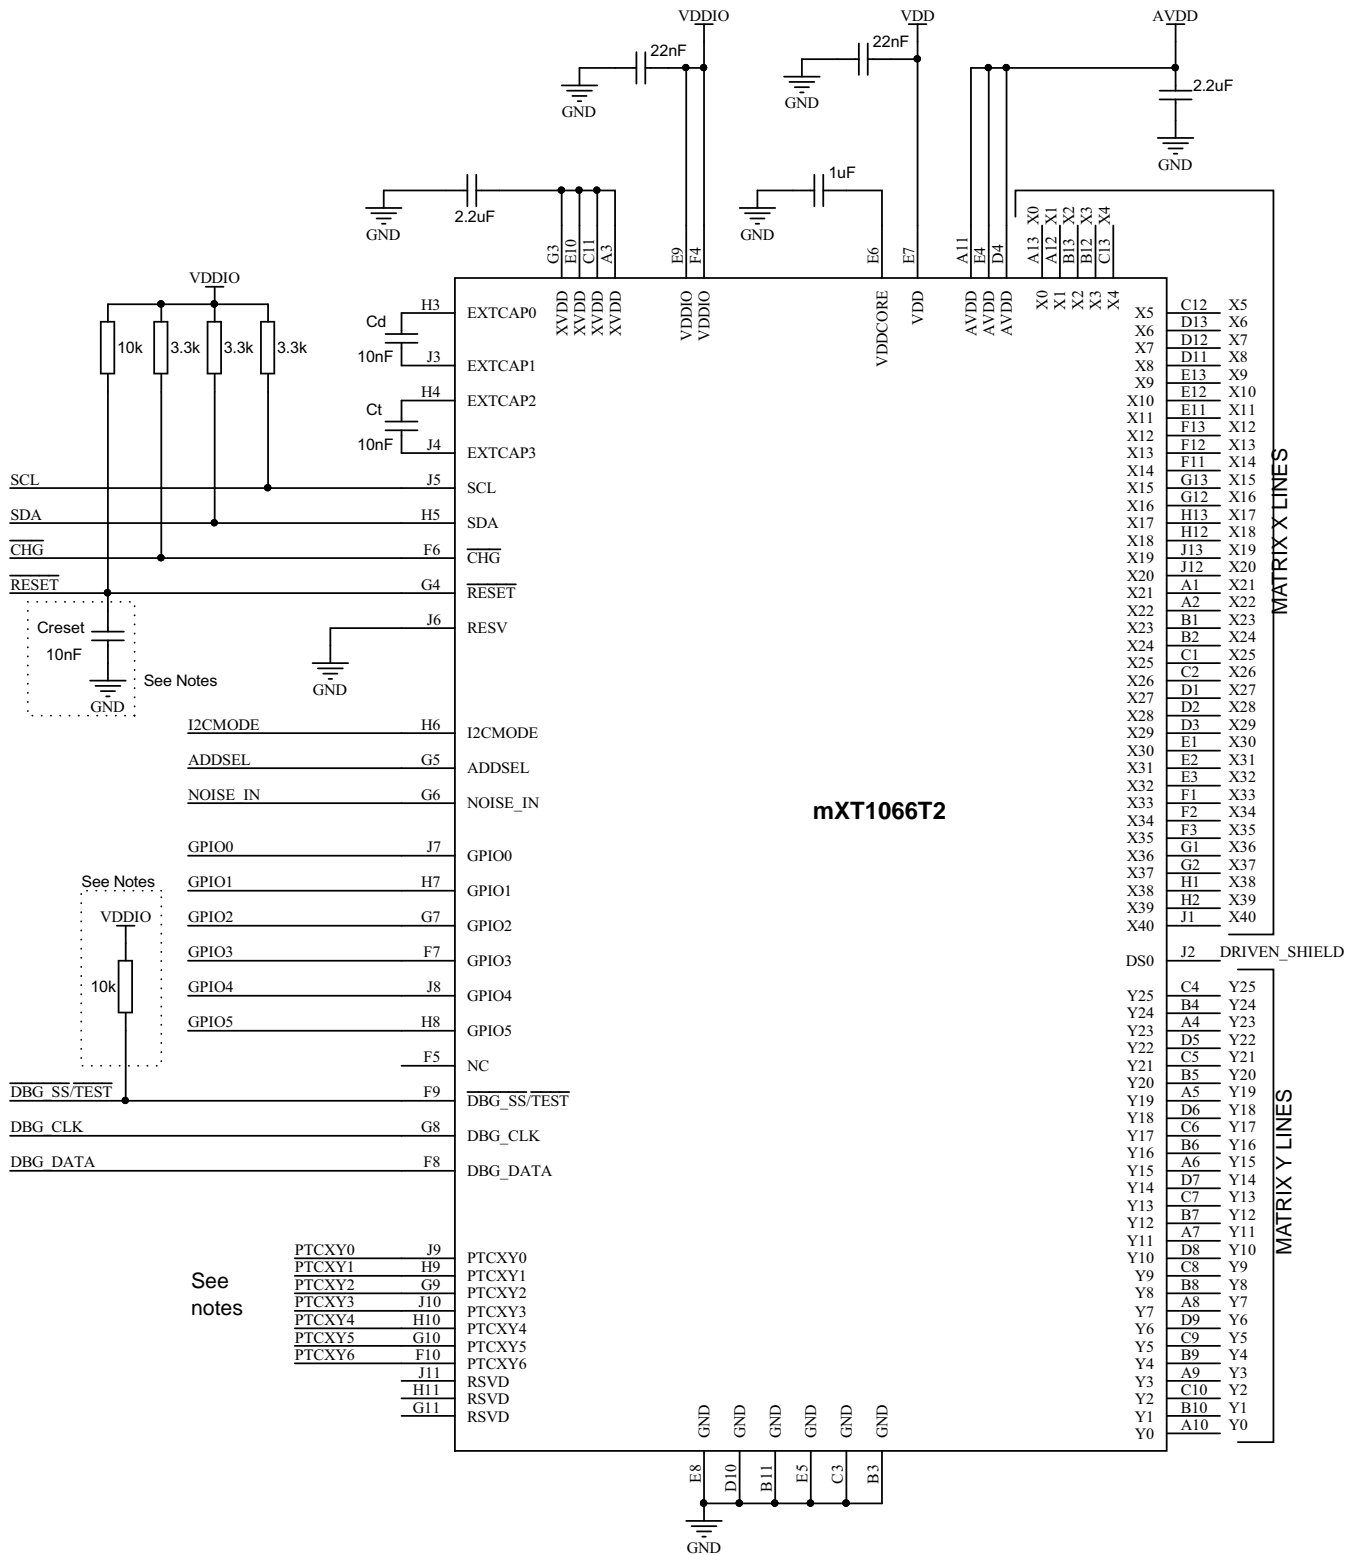 VDDIO
VDD
AVDD
22nF
GND
22nF
GND
2.2uF
GND
2.2uF
GND
1uF
GND
G3
E10
C11
A3
E9
F4
E6
E7
A11
E4
D4
A13 X0
A12 X1
B13 X2
B12 X3
C13 X4
XVDD
XVDD
XVDD
XVDD
VDDIO
VDDIO
VDDCORE
VDD
AVDD
AVDD
AVDD
X0
X1
X2
X3
X4
VDDIO
10k
3.3k
3.3k
3.3k
H3 EXTCAP0
Cd
10nF
J3 EXTCAP1
H4 EXTCAP2
Ct
10nF
J4 EXTCAP3
SCL J5 SCL
SDA H5 SDA
CHG F6 CHG
RESET G4 RESET
Creset
10nF
GND
See Notes
J6 RESV
GND
I2CMODE H6 I2CMODE
ADDSEL G5 ADDSEL
NOISE_IN G6 NOISE_IN
GPIO0 J7 GPIO0
GPIO1 H7 GPIO1
GPIO2 G7 GPIO2
GPIO3 F7 GPIO3
GPIO4 J8 GPIO4
GPIO5 H8 GPIO5
See Notes
VDDIO
10k
F5 NC
DBG_SS/TEST F9 DBG_SS/TEST
DBG_CLK G8 DBG_CLK
DBG_DATA F8 DBG_DATA
See
notes
PTCXY0 J9 PTCXY0
PTCXY1 H9 PTCXY1
PTCXY2 G9 PTCXY2
PTCXY3 J10 PTCXY3
PTCXY4 H10 PTCXY4
PTCXY5 G10 PTCXY5
PTCXY6 F10 PTCXY6
J11 RSVD
H11 RSVD
G11 RSVD
mXT1066T2
X5 C12 X5
X6 D13 X6
X7 D12 X7
X8 D11 X8
X9 E13 X9
X10 E12 X10
X11 E11 X11
X12 F13 X12
X13 F12 X13
X14 F11 X14
X15 G13 X15
X16 G12 X16
X17 H13 X17
X18 H12 X18
X19 J13 X19
X20 J12 X20
X21 A1 X21
X22 A2 X22
X23 B1 X23
X24 B2 X24
X25 C1 X25
X26 C2 X26
X27 D1 X27
X28 D2 X28
X29 D3 X29
X30 E1 X30
X31 E2 X31
X32 E3 X32
X33 F1 X33
X34 F2 X34
X35 F3 X35
X36 G1 X36
X37 G2 X37
X38 H1 X38
X39 H2 X39
X40 J1 X40
MATRIX X LINES
DS0 J2 DRIVEN_SHIELD
Y25 C4 Y25
Y24 B4 Y24
Y23 A4 Y23
Y22 D5 Y22
Y21 C5 Y21
Y20 B5 Y20
Y19 A5 Y19
Y18 D6 Y18
Y17 C6 Y17
Y16 B6 Y16
Y15 A6 Y15
Y14 D7 Y14
Y13 C7 Y13
Y12 B7 Y12
Y11 A7 Y11
Y10 D8 Y10
Y9 C8 Y9
Y8 B8 Y8
Y7 A8 Y7
Y6 D9 Y6
Y5 C9 Y5
Y4 B9 Y4
Y3 A9 Y3
Y2 C10 Y2
Y1 B10 Y1
Y0 A10 Y0
MATRIX Y LINES
GND
GND
GND
GND
GND
GND
E8
D10
B11
E5
C3
B3
GND